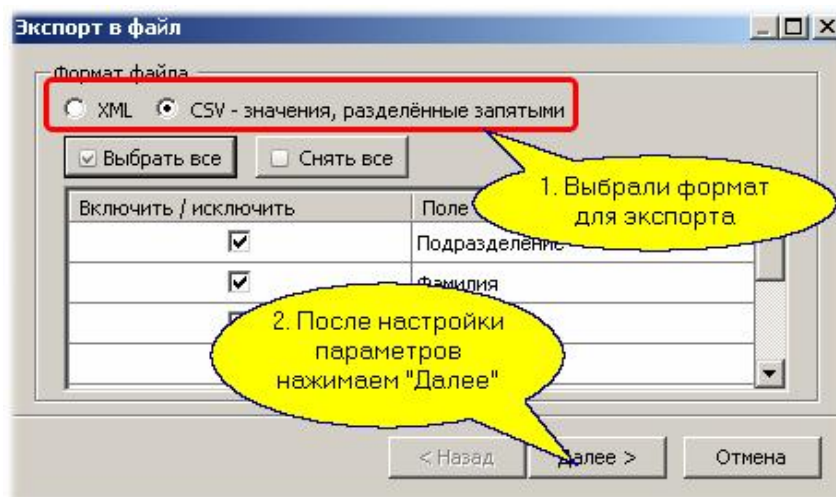 Экспорт в файл
Формат файла
XML CSV - значения, разделённые запятыми
Выбрать все Снять все
1. Выбрали формат
для экспорта
Включить / исключить Поле
Подразделение
Фамилия
2. После настройки
параметров
нажимаем "Далее"
< Назад Далее > Отмена